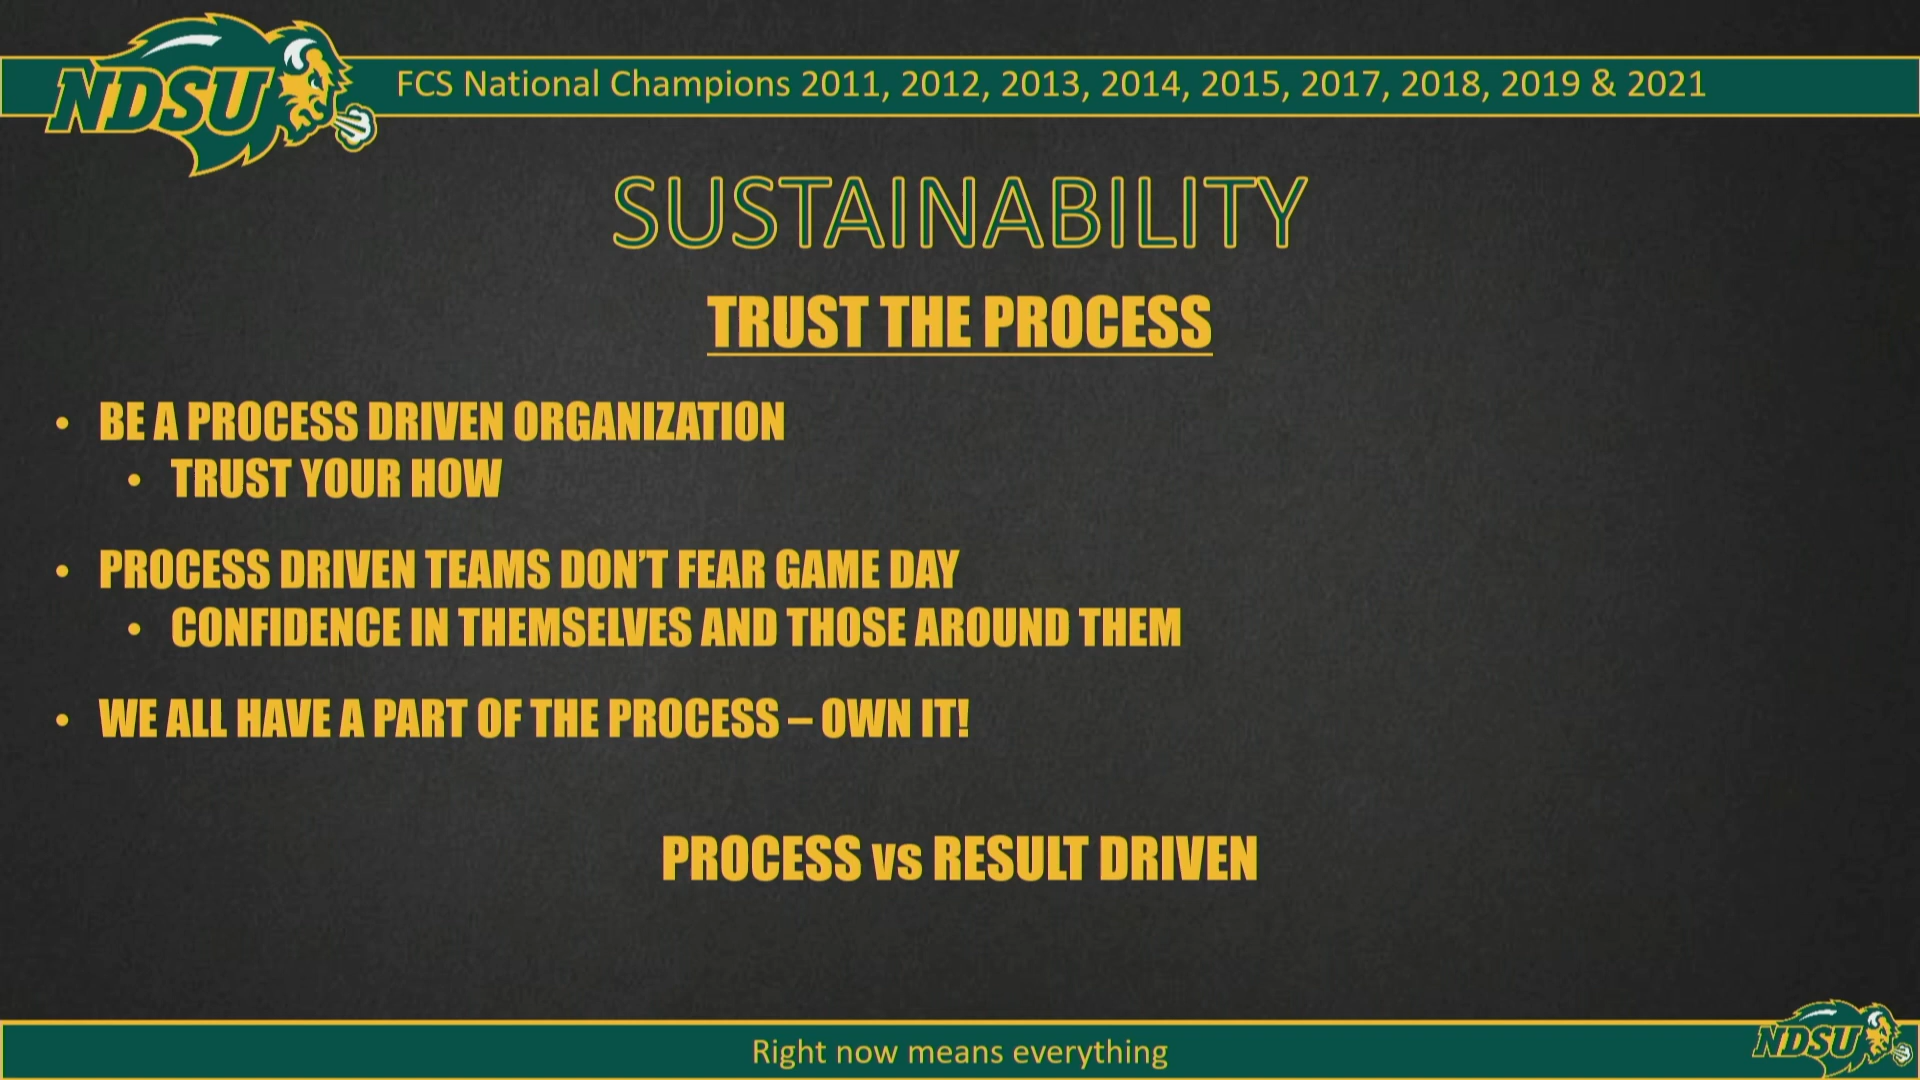 NDSU
FCS National Champions 2011, 2012, 2013, 2014, 2015, 2017, 2018, 2019 & 2021
SUSTAINABILITY
TRUST THE PROCESS
• BE A PROCESS DRIVEN ORGANIZATION
• TRUST YOUR HOW
• PROCESS DRIVEN TEAMS DON’T FEAR GAME DAY
• CONFIDENCE IN THEMSELVES AND THOSE AROUND THEM
• WE ALL HAVE A PART OF THE PROCESS – OWN IT!
PROCESS vs RESULT DRIVEN
Right now means everything
NDSU